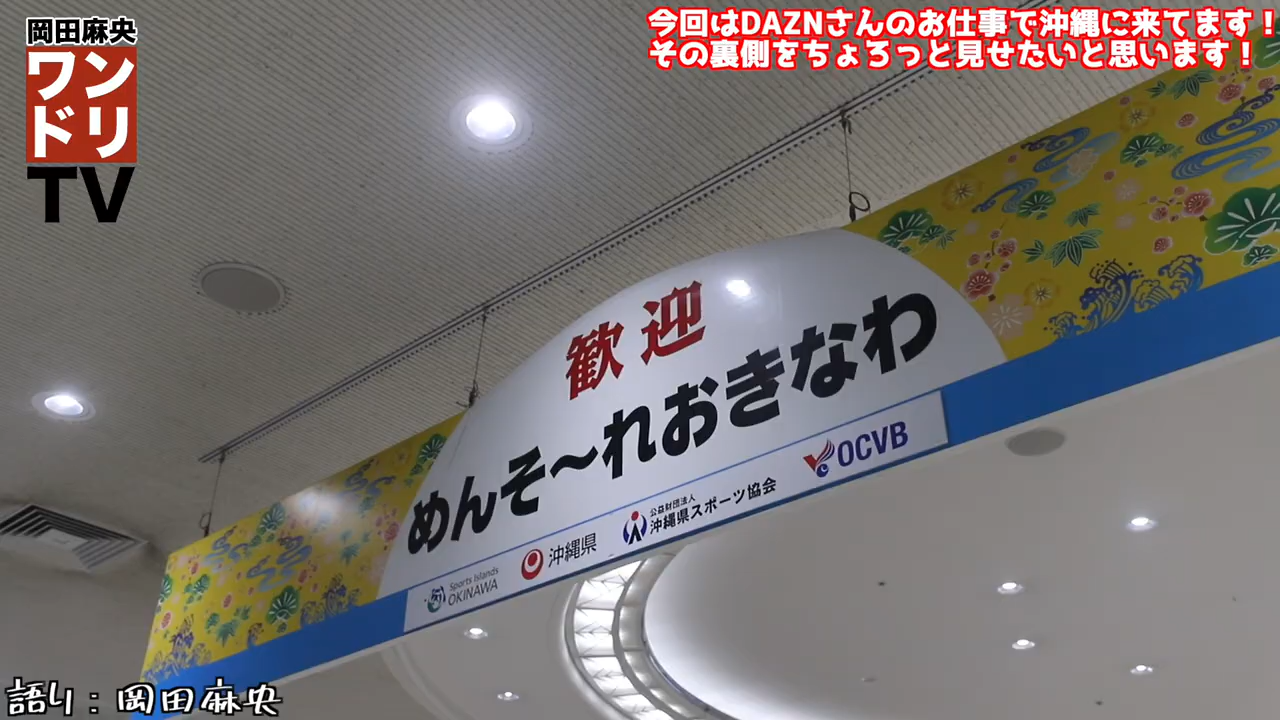 岡田麻央
ワン
ドリ
TV
今回はDAZNさんのお仕事で沖縄に来てます！
その裏側をちょろっと見せたいと思います！
歓迎
めんそ～れおきなわ
Sports Islands
OKINAWA
沖縄県
公益財団法人
沖縄県スポーツ協会
OCVB
語り：岡田麻央